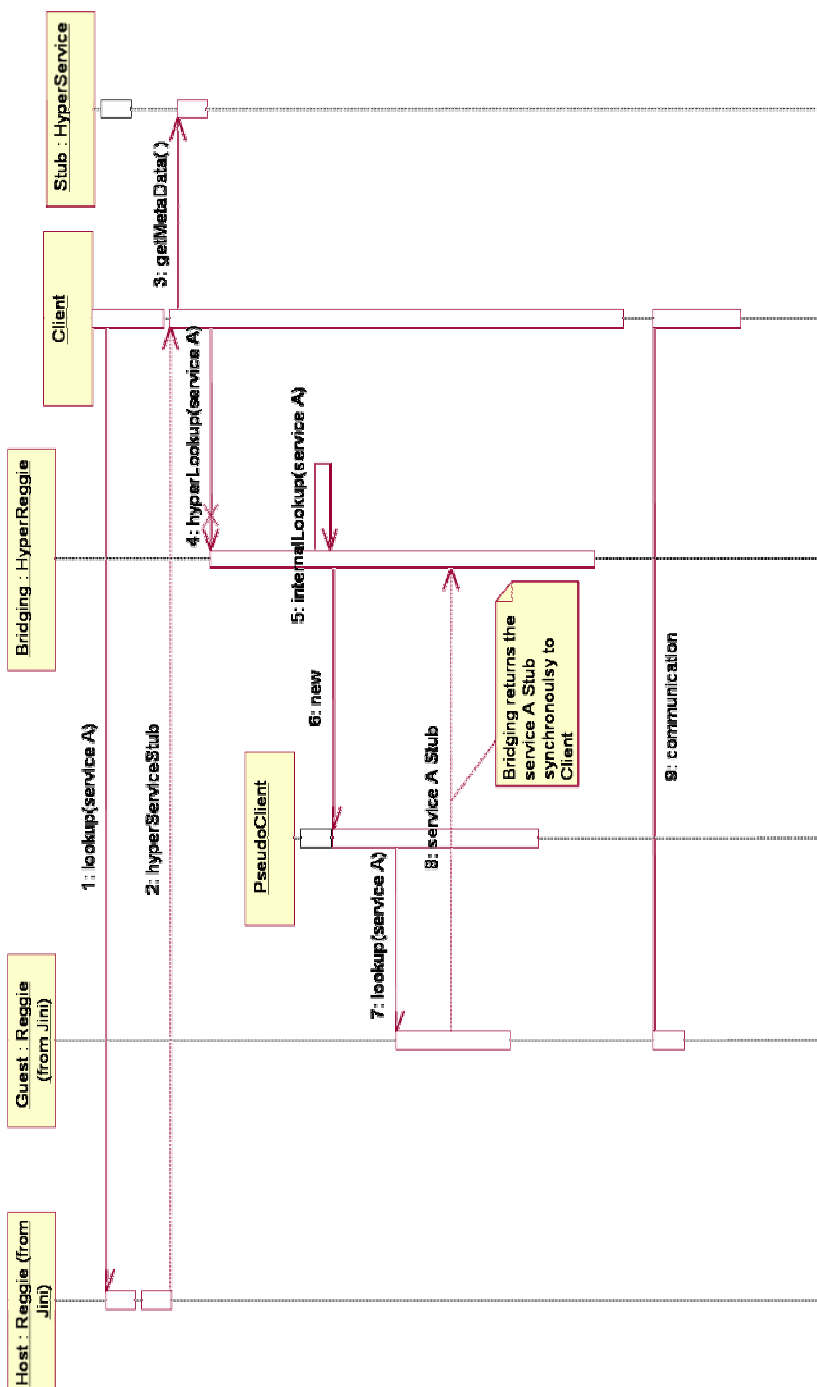 Stub : HyperService
Client
Bridging : HyperReggie
PseudoClient
Guest : Reggie
(from Jini)
Host : Reggie (from
Jini)
1: lookup(service A)
2: hyperServiceStub
3: getMetaData( )
4: hyperLookup(service A)
5: internalLookup(service A)
6: new
7: lookup(service A)
8: service A Stub
Bridging returns the
service A Stub
synchronoulsy to
Client
9: communication